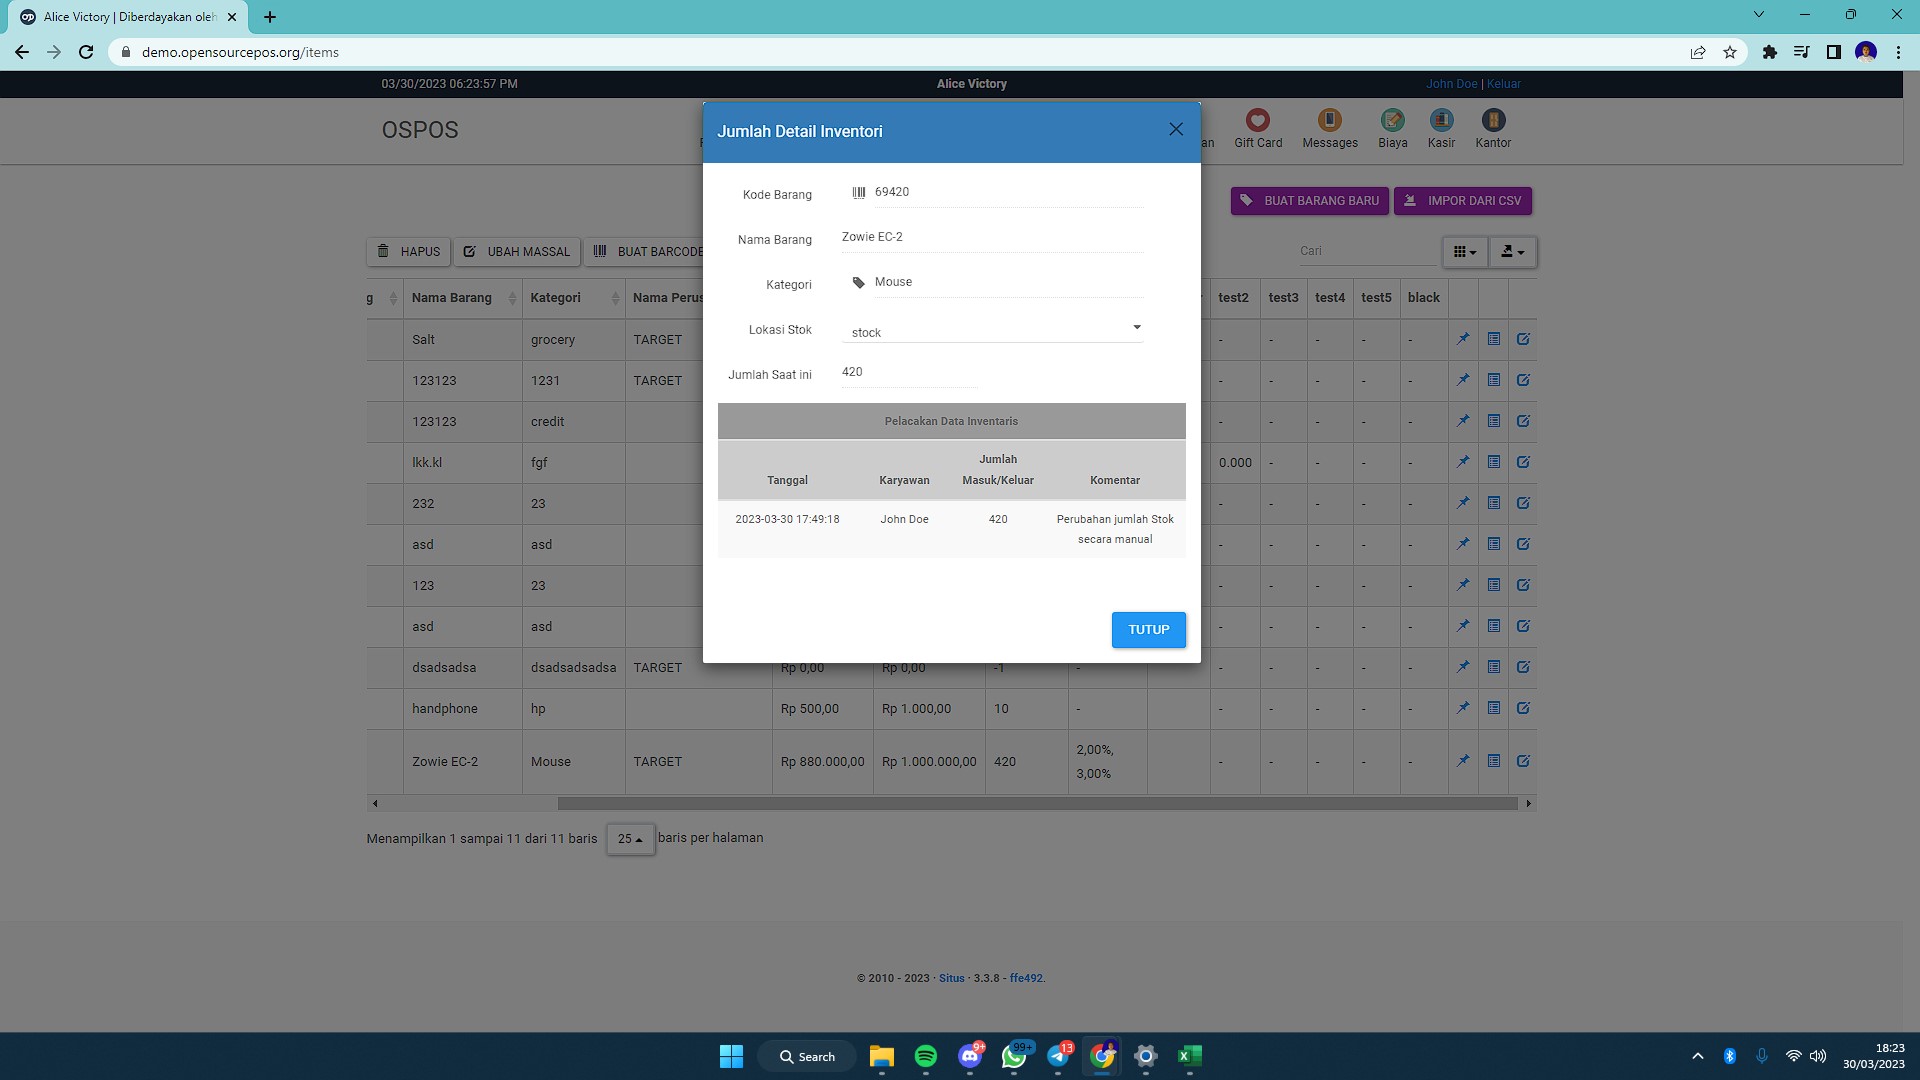 Alice Victory | Diberdayakan oleh
demo.opensourcepos.org/items
03/30/2023 06:23:57 PM
Alice Victory
John Doe | Keluar
OSPOS
Gift Card
Messages
Biaya
Kasir
Kantor
Jumlah Detail Inventori
Kode Barang 69420
Nama Barang Zowie EC-2
Kategori Mouse
Lokasi Stok stock
Jumlah Saat ini 420
Pelacakan Data Inventaris
Tanggal Karyawan Jumlah Masuk/Keluar Komentar
2023-03-30 17:49:18 John Doe 420 Perubahan jumlah Stok
secara manual
TUTUP
BUAT BARANG BARU
IMPOR DARI CSV
HAPUS
UBAH MASSAL
BUAT BARCODE
Cari
g Nama Barang Kategori Nama Perus test2 test3 test4 test5 black
Salt grocery TARGET - - - - -
123123 1231 TARGET - - - - -
123123 credit - - - - -
lkk.kl fgf 0.000 - - - -
232 23 - - - - -
asd asd - - - - -
123 23 - - - - -
asd asd - - - - -
dsadsadsa dsadsadsadsa TARGET Rp 0,00 Rp 0,00 -1 - - - - - -
handphone hp Rp 500,00 Rp 1.000,00 10 - - - - - -
Zowie EC-2 Mouse TARGET Rp 880.000,00 Rp 1.000.000,00 420 2,00%, 3,00% - - - - -
Menampilkan 1 sampai 11 dari 11 baris 25 baris per halaman
© 2010 - 2023 · Situs · 3.3.8 - ffe492.
Search
9+
99+
13
18:23
30/03/2023